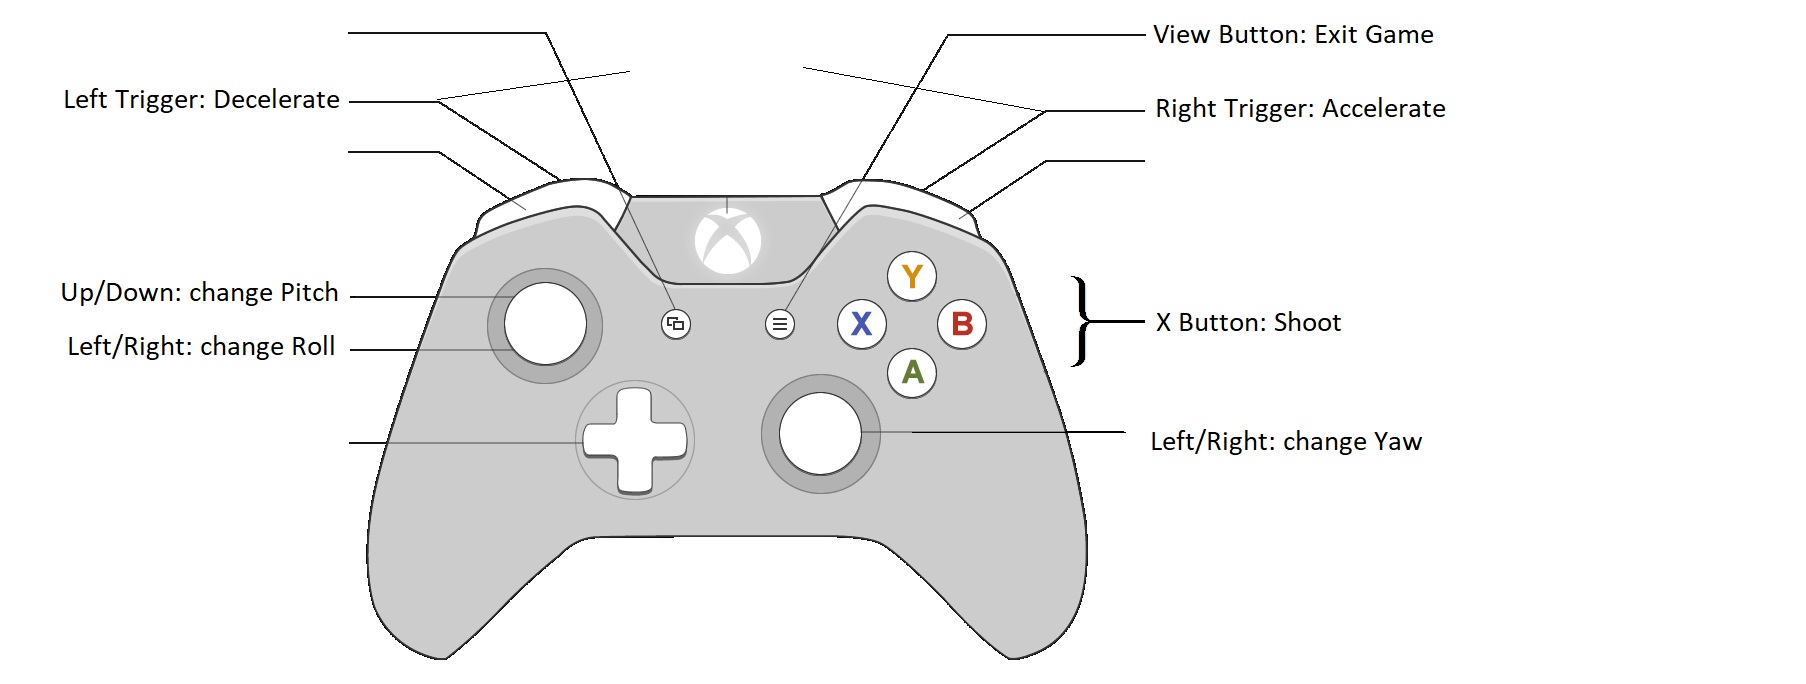 View Button: Exit Game
Left Trigger: Decelerate
Right Trigger: Accelerate
Up/Down: change Pitch
Left/Right: change Roll
Y
X
B
A
X Button: Shoot
Left/Right: change Yaw